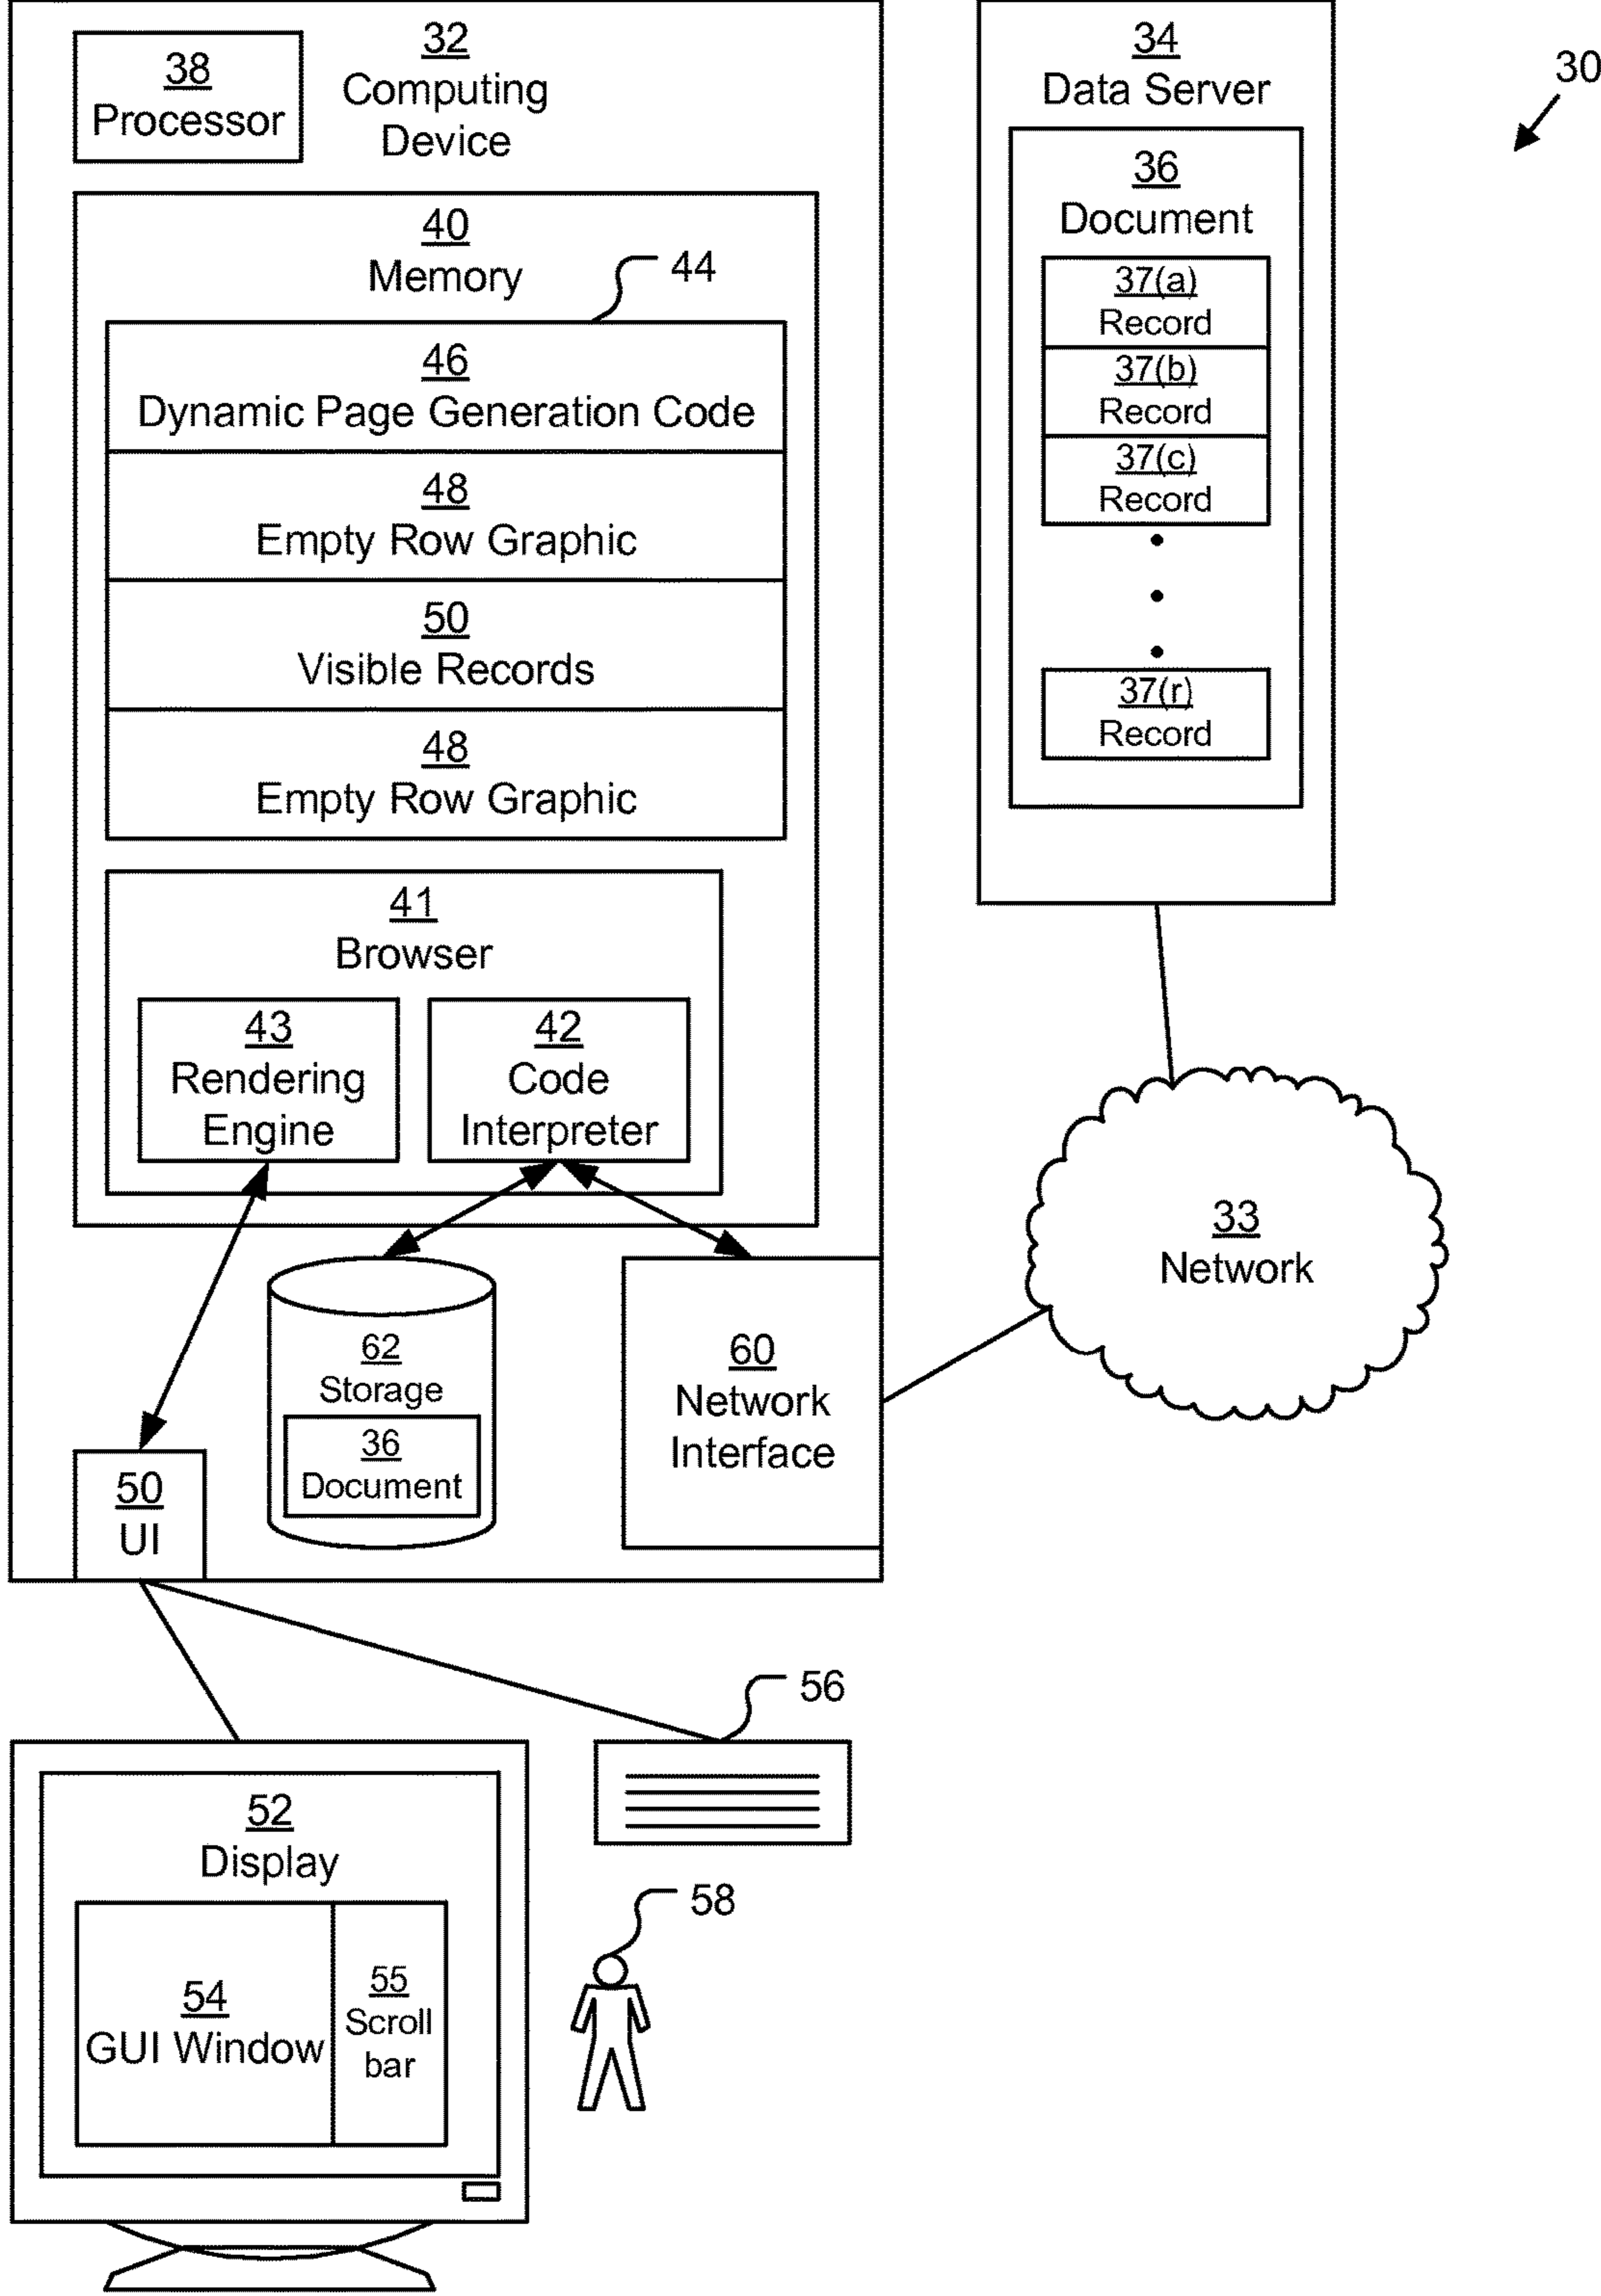 38
Processor
32
Computing
Device
40
Memory
44
46
Dynamic Page Generation Code
48
Empty Row Graphic
50
Visible Records
48
Empty Row Graphic
41
Browser
43
Rendering
Engine
42
Code
Interpreter
62
Storage
36
Document
60
Network
Interface
50
UI
34
Data Server
36
Document
37(a)
Record
37(b)
Record
37(c)
Record
37(r)
Record
30
33
Network
52
Display
54
GUI Window
55
Scroll
bar
56
58